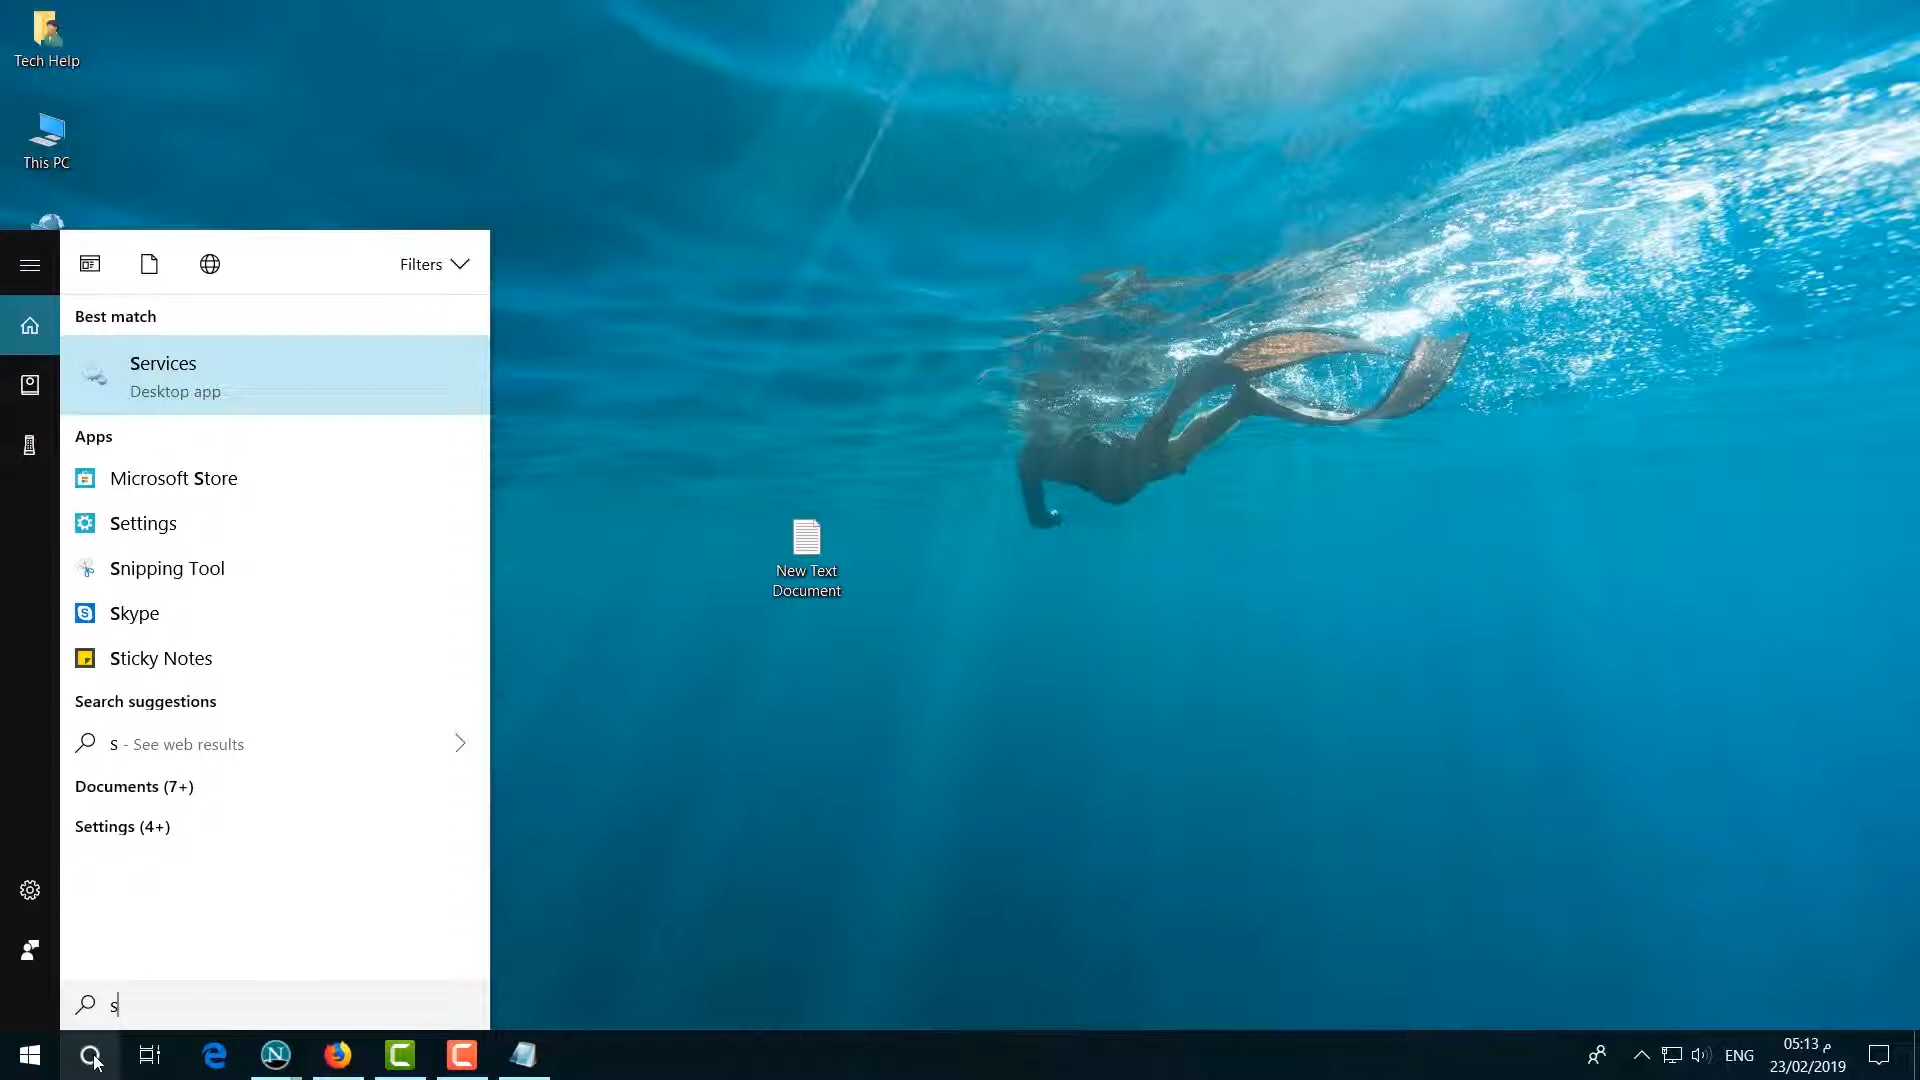 Tech Help
This PC
Filters
Best match
Services
Desktop app
Apps
Microsoft Store
Settings
Snipping Tool
Skype
Sticky Notes
Search suggestions
s - See web results
Documents (7+)
Settings (4+)
s
New Text
Document
ENG
05:13 م
23/02/2019